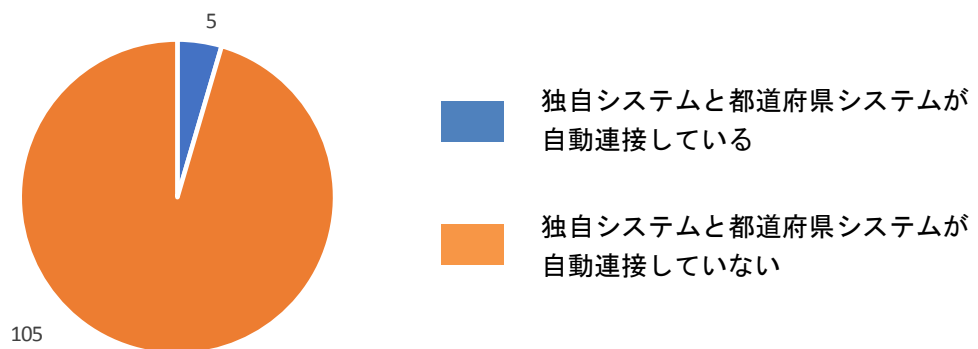 5
独自システムと都道府県システムが
自動連接している
独自システムと都道府県システムが
自動連接していない
105